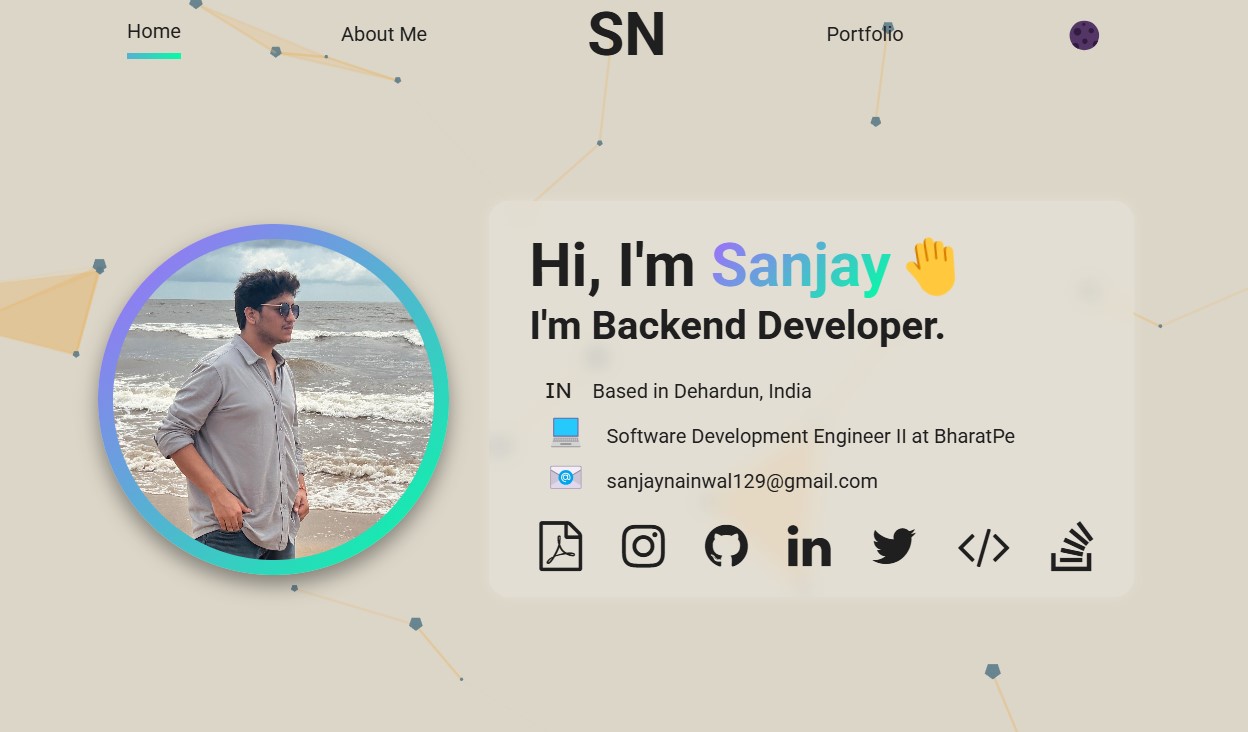 Home
About Me
SN
Portfolio
Hi, I'm Sanjay 🤚
I'm Backend Developer.
IN Based in Dehardun, India
Software Development Engineer II at BharatPe
sanjaynainwal129@gmail.com